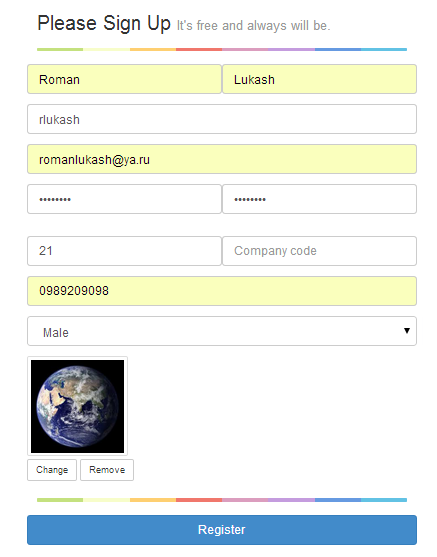 Please Sign Up It's free and always will be.
Roman Lukash
rlukash
romanlukash@ya.ru
•••••••• ••••••••
21 Company code
0989209098
Male
Change Remove
Register